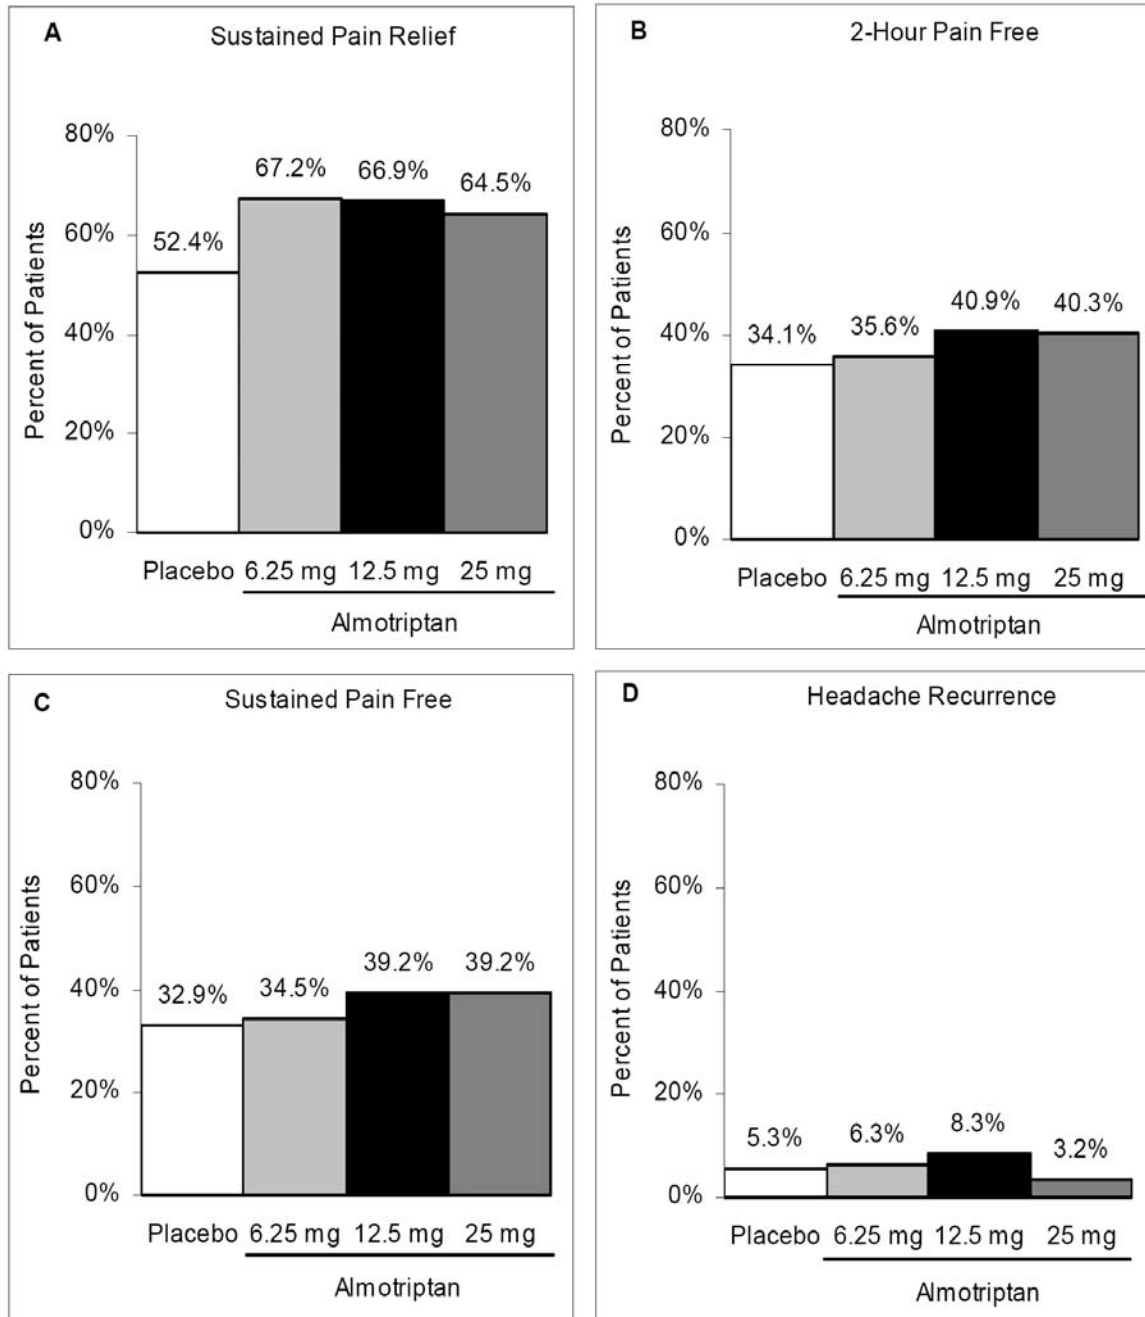 A
Sustained Pain Relief
Percent of Patients
80%
60%
40%
20%
0%
52.4%
67.2%
66.9%
64.5%
Placebo 6.25 mg 12.5 mg 25 mg
Almotriptan
B
2-Hour Pain Free
Percent of Patients
80%
60%
40%
20%
0%
34.1%
35.6%
40.9%
40.3%
Placebo 6.25 mg 12.5 mg 25 mg
Almotriptan
C
Sustained Pain Free
Percent of Patients
80%
60%
40%
20%
0%
32.9%
34.5%
39.2%
39.2%
Placebo 6.25 mg 12.5 mg 25 mg
Almotriptan
D
Headache Recurrence
Percent of Patients
80%
60%
40%
20%
0%
5.3%
6.3%
8.3%
3.2%
Placebo 6.25 mg 12.5 mg 25 mg
Almotriptan